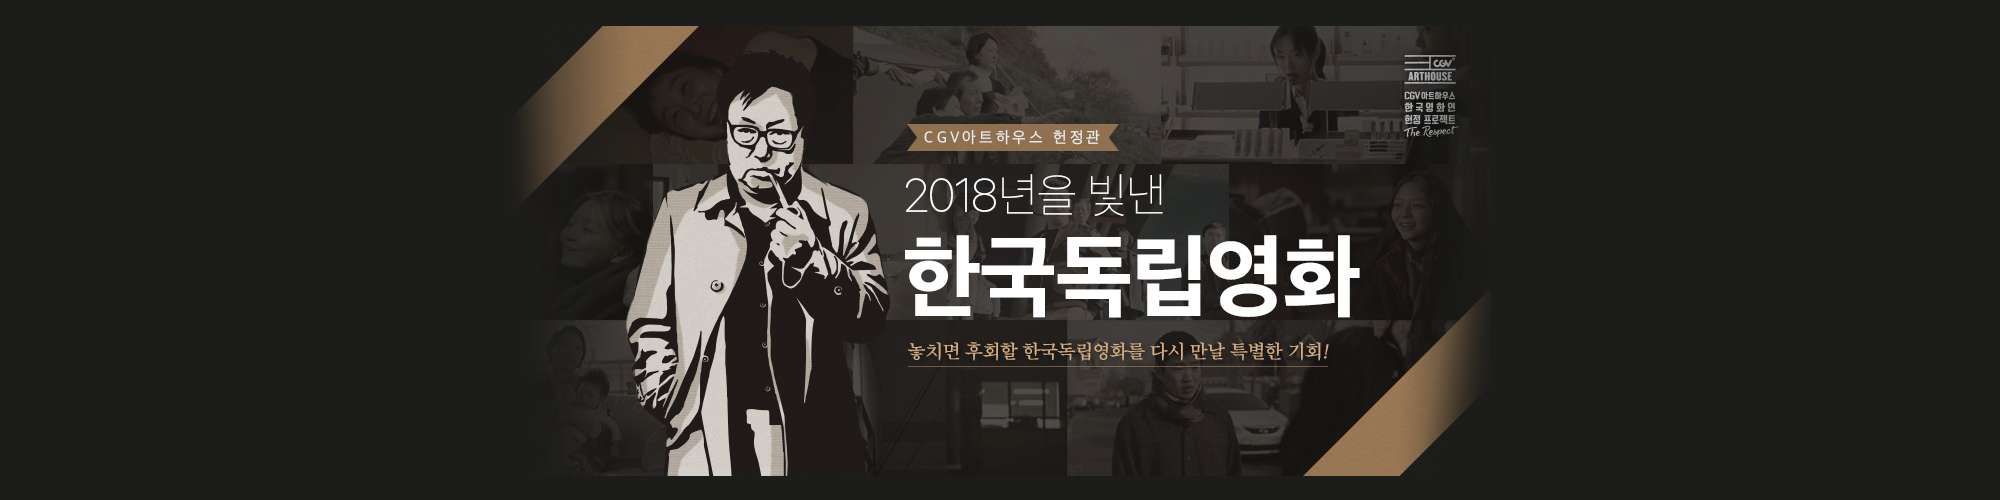 CGV
ARTHOUSE
CGV아트하우스
한국영화인
헌정 프로젝트
The Respect
CGV아트하우스 헌정관
2018년을 빛낸
한국독립영화
놓치면 후회할 한국독립영화를 다시 만날 특별한 기회!